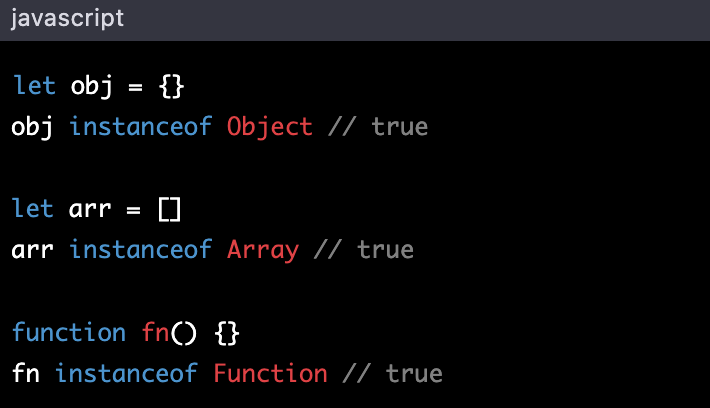 javascript
let obj = {}
obj instanceof Object // true
let arr = []
arr instanceof Array // true
function fn() {}
fn instanceof Function // true